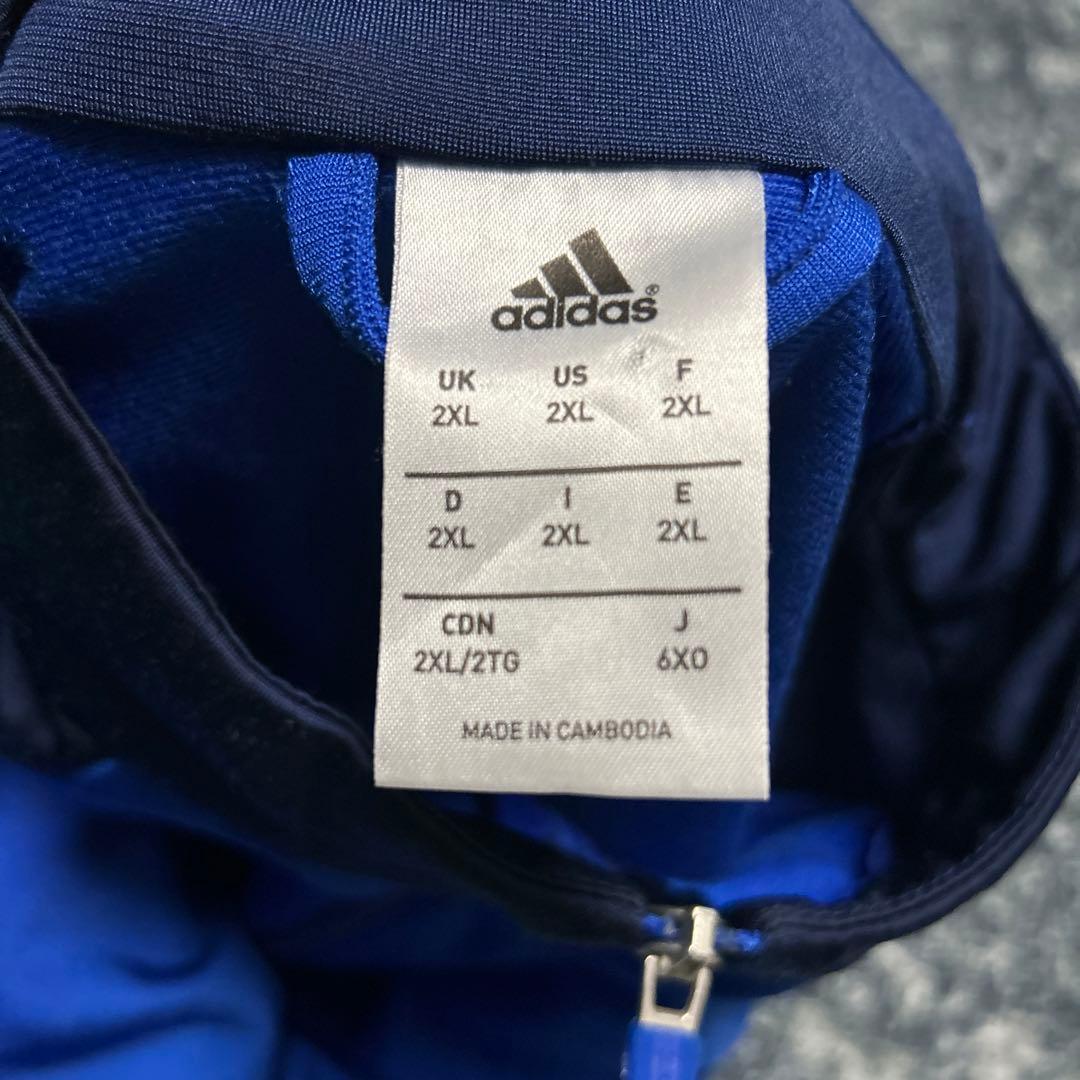 adidas®
UK US F
2XL 2XL 2XL
D I E
2XL 2XL 2XL
CDN J
2XL/2TG 6XO
MADE IN CAMBODIA